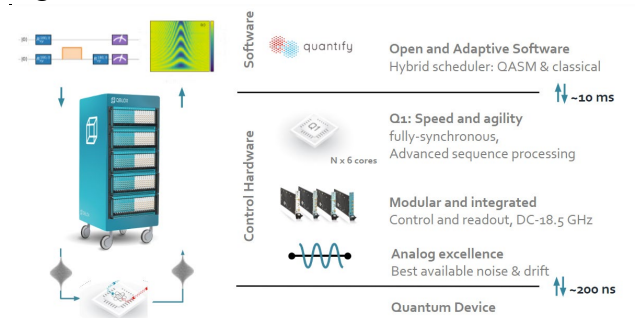 Software
quantify
Open and Adaptive Software
Hybrid scheduler: QASM & classical
~10 ms
Control Hardware
QBLOX
Q1
N x 6 cores
Q1: Speed and agility
fully-synchronous,
Advanced sequence processing
Modular and integrated
Control and readout, DC-18.5 GHz
Analog excellence
Best available noise & drift
~200 ns
Quantum Device